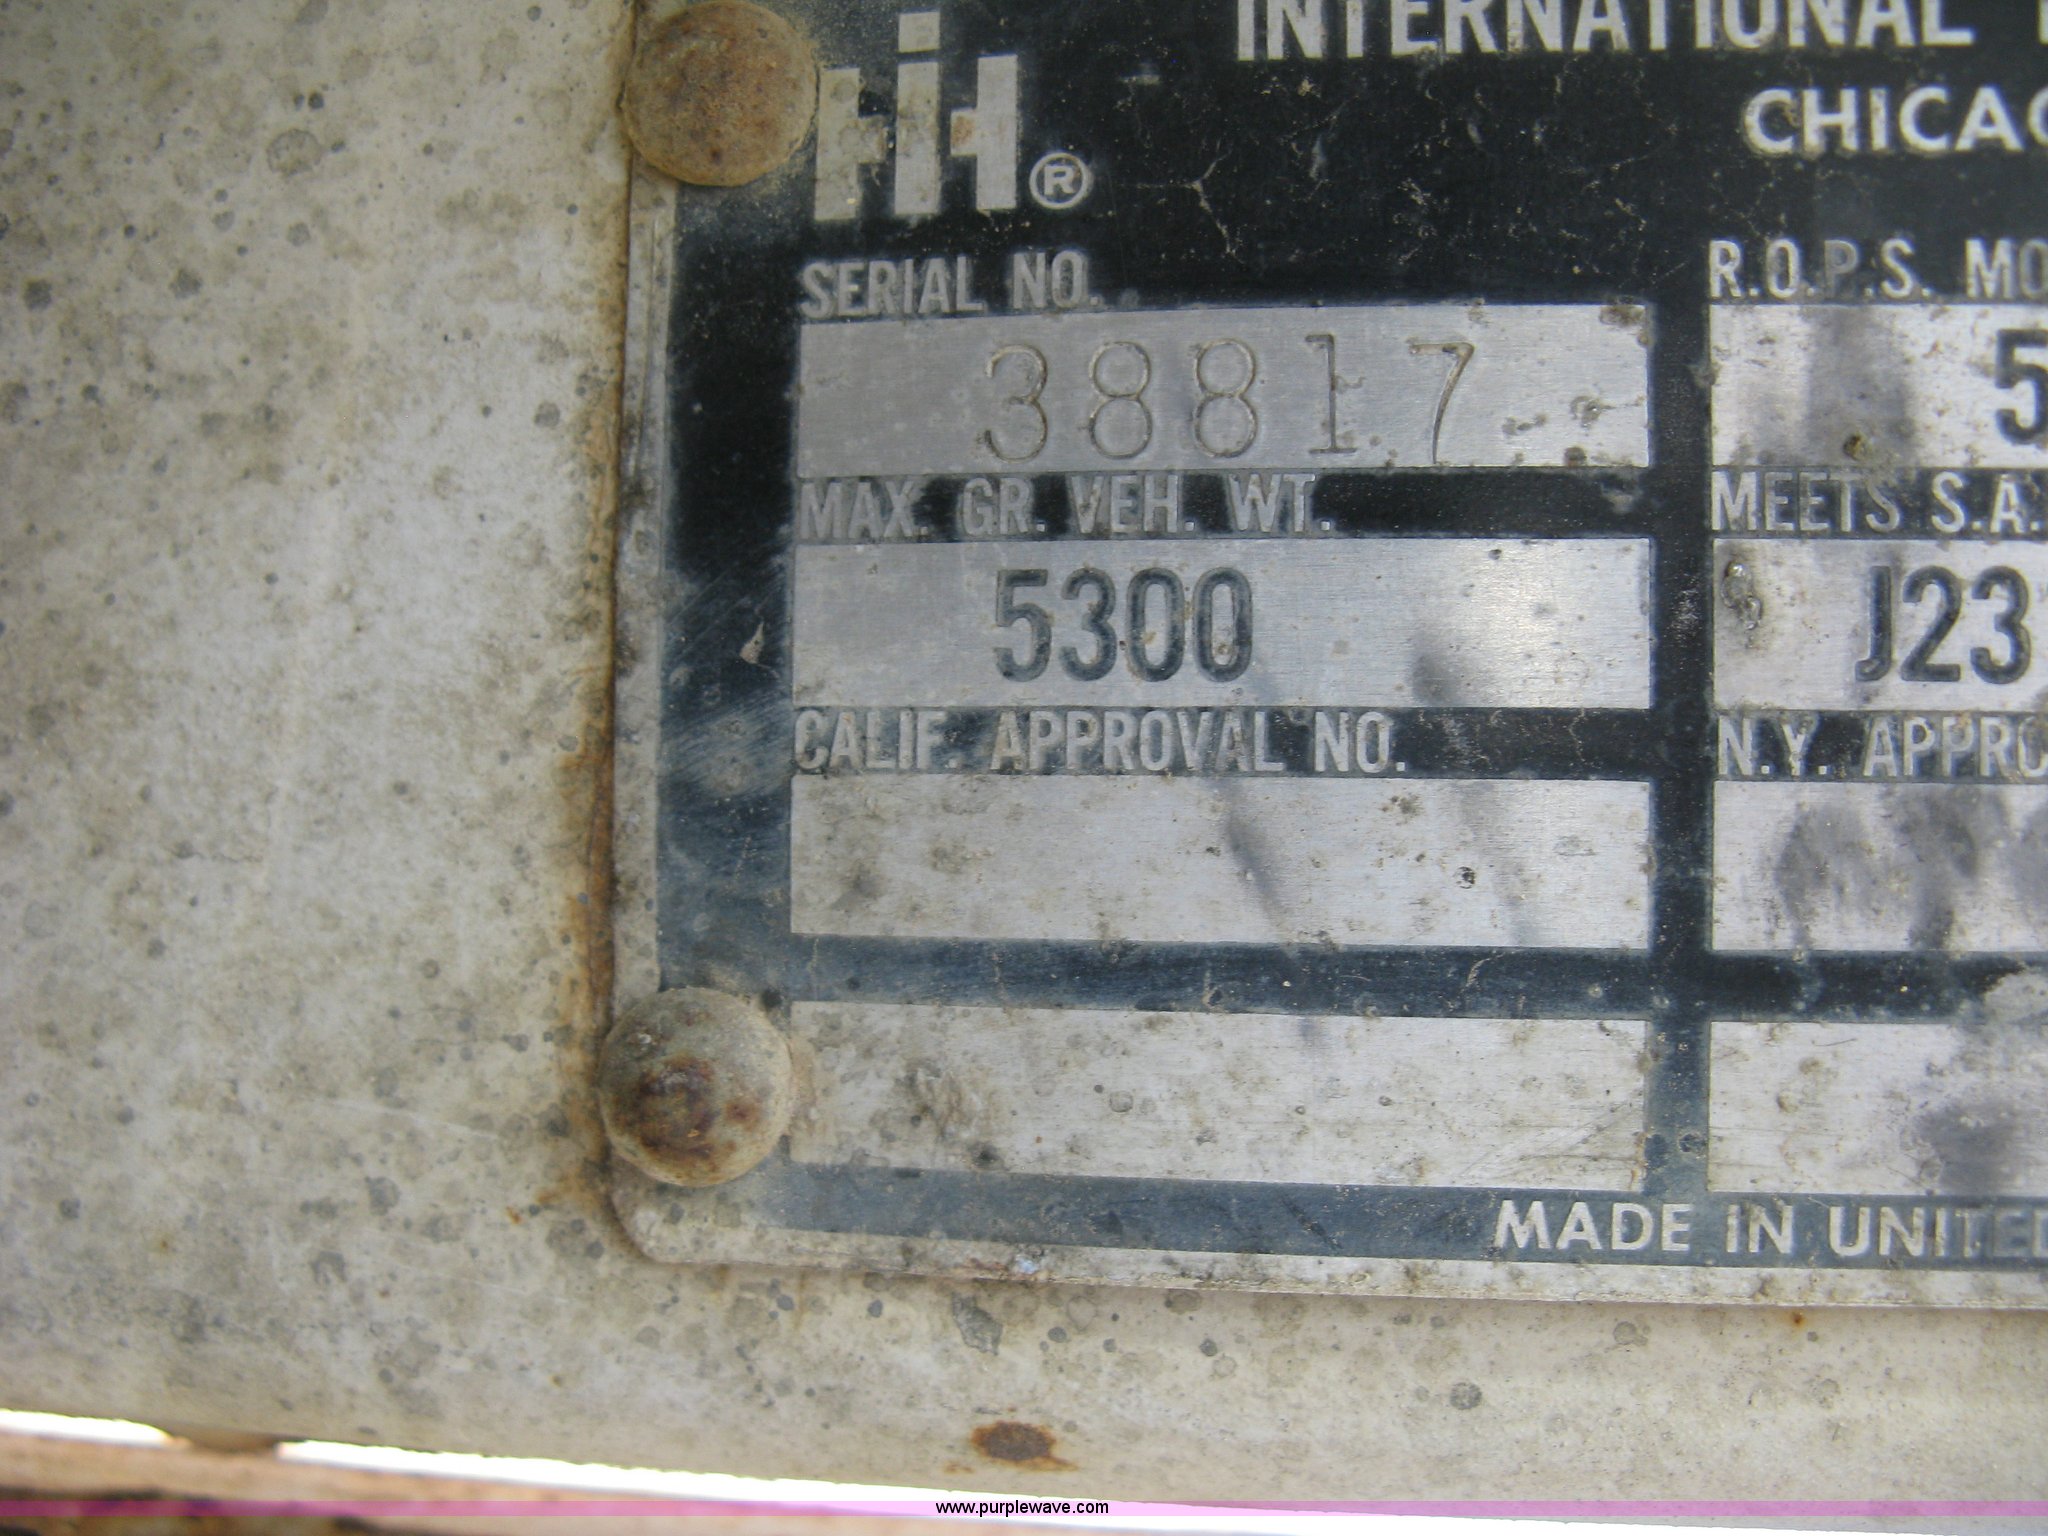 INTERNATIONAL
IH ®
CHICAG
SERIAL NO.
R.O.P.S. MO
38817
5
MAX. GR. VEH. WT.
MEETS S.A.
5300
J23
CALIF. APPROVAL NO.
N.Y. APPRO
MADE IN UNITED
www.purplewave.com